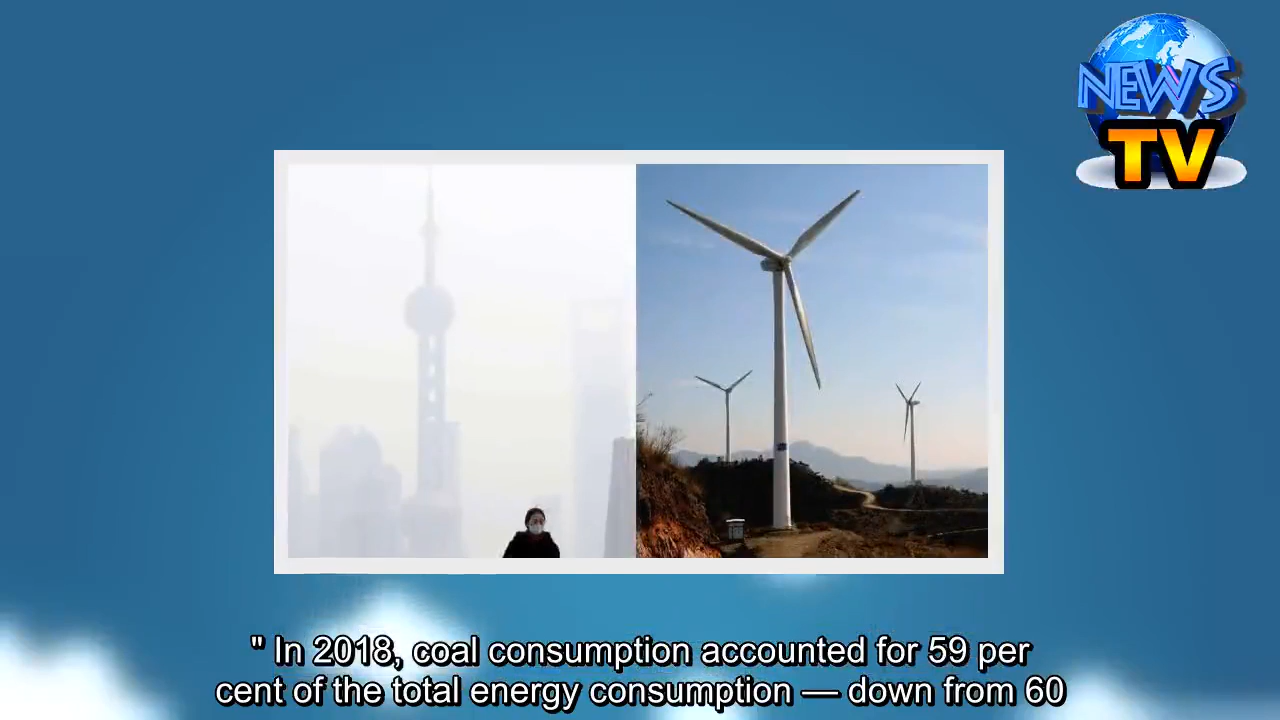 NEWS
TV
" In 2018, coal consumption accounted for 59 per
cent of the total energy consumption — down from 60